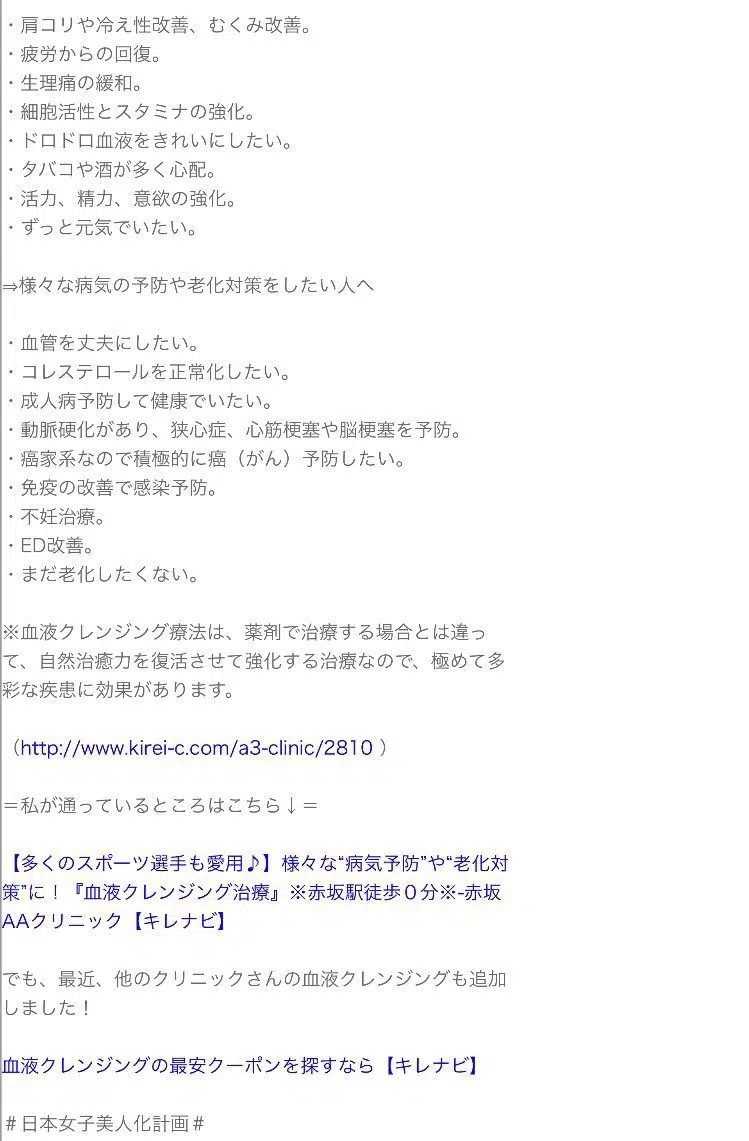 ・肩コリや冷え性改善、むくみ改善。
・疲労からの回復。
・生理痛の緩和。
・細胞活性とスタミナの強化。
・ドロドロ血液をきれいにしたい。
・タバコや酒が多く心配。
・活力、精力、意欲の強化。
・ずっと元気でいたい。
⇒様々な病気の予防や老化対策をしたい人へ
・血管を丈夫にしたい。
・コレステロールを正常化したい。
・成人病予防して健康でいたい。
・動脈硬化があり、狭心症、心筋梗塞や脳梗塞を予防。
・癌家系なので積極的に癌（がん）予防したい。
・免疫の改善で感染予防。
・不妊治療。
・ED改善。
・まだ老化したくない。
※血液クレンジング療法は、薬剤で治療する場合とは違っ
て、自然治癒力を復活させて強化する治療なので、極めて多
彩な疾患に効果があります。
（http://www.kirei-c.com/a3-clinic/2810 ）
＝私が通っているところはこちら↓＝
【多くのスポーツ選手も愛用♪】様々な“病気予防”や“老化対
策”に！『血液クレンジング治療』※赤坂駅徒歩０分※-赤坂
AAクリニック【キレナビ】
でも、最近、他のクリニックさんの血液クレンジングも追加
しました！
血液クレンジングの最安クーポンを探すなら【キレナビ】
＃日本女子美人化計画＃